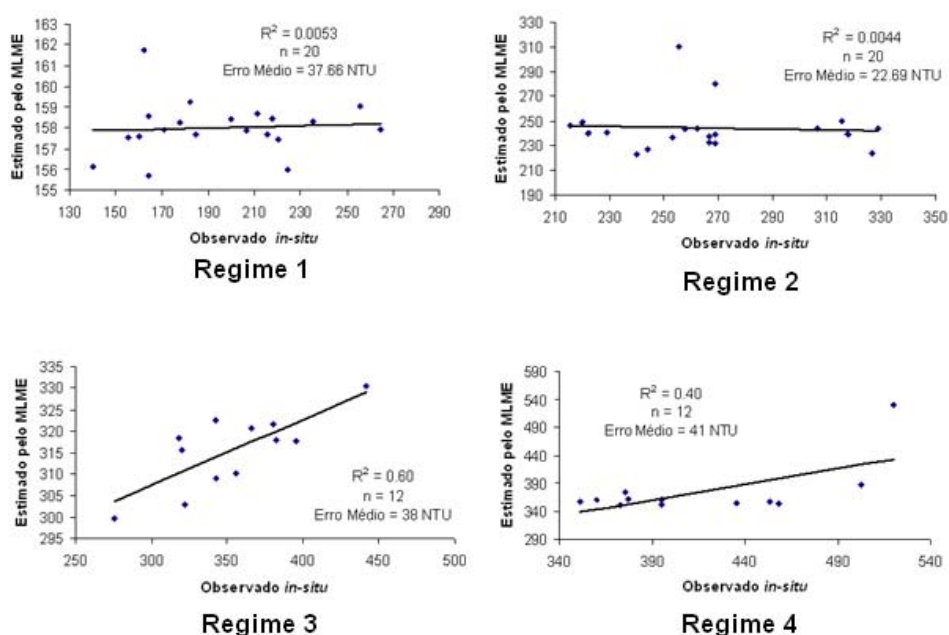 R² = 0.0053
n = 20
Erro Médio = 37.66 NTU
Estimado pelo MLME
163
162
161
160
159
158
157
156
155
130 150 170 190 210 230 250 270 290
Observado in-situ
Regime 1
R² = 0.0044
n = 20
Erro Médio = 22.69 NTU
Estimado pelo MLME
330
310
290
270
250
230
210
190
210 230 250 270 290 310 330 350
Observado in-situ
Regime 2
Estimado pelo MLME
335
330
325
320
315
310
305
300
295
R² = 0.60
n = 12
Erro Médio = 38 NTU
250 300 350 400 450 500
Observado in-situ
Regime 3
R² = 0.40
n = 12
Erro Médio = 41 NTU
Estimado pelo MLME
590
540
490
440
390
340
290
340 390 440 490 540
Observado in-situ
Regime 4